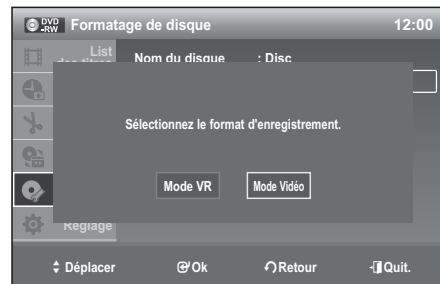 DVD-RW Formatage de disque 12:00
List
des titres
Nom du disque : Disc
Sélectionnez le format d'enregistrement.
Mode VR Mode Vidéo
Réglage
Déplacer Ok Retour Quit.